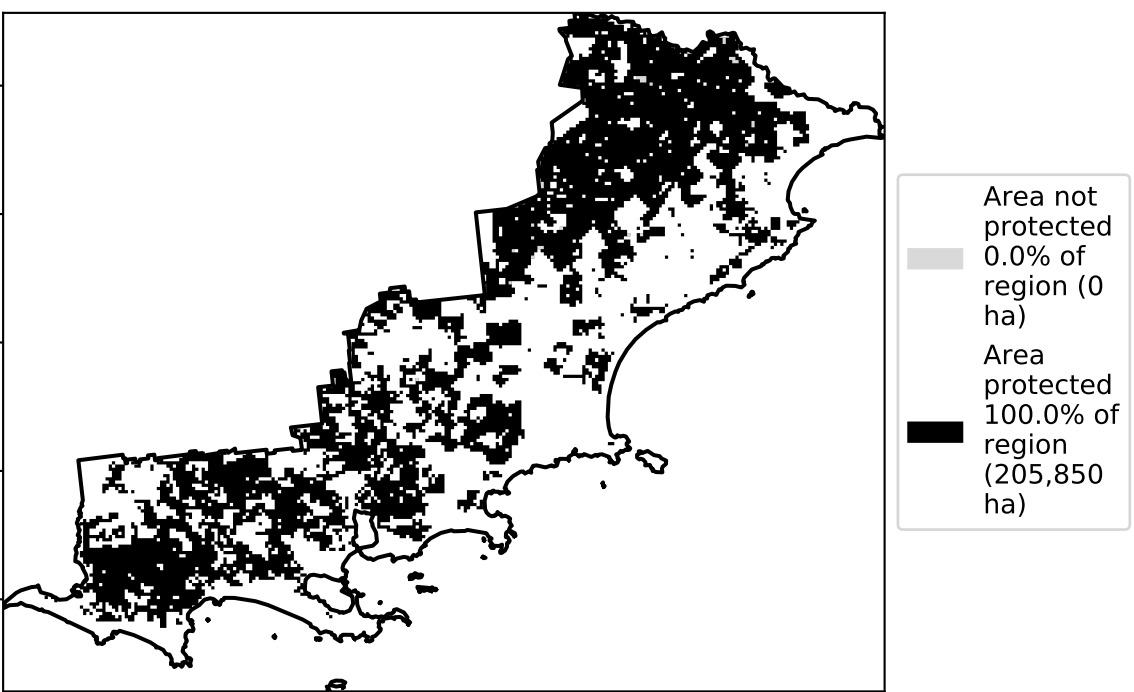 Area not
protected
0.0% of
region (0
ha)
Area
protected
100.0% of
region
(205,850
ha)